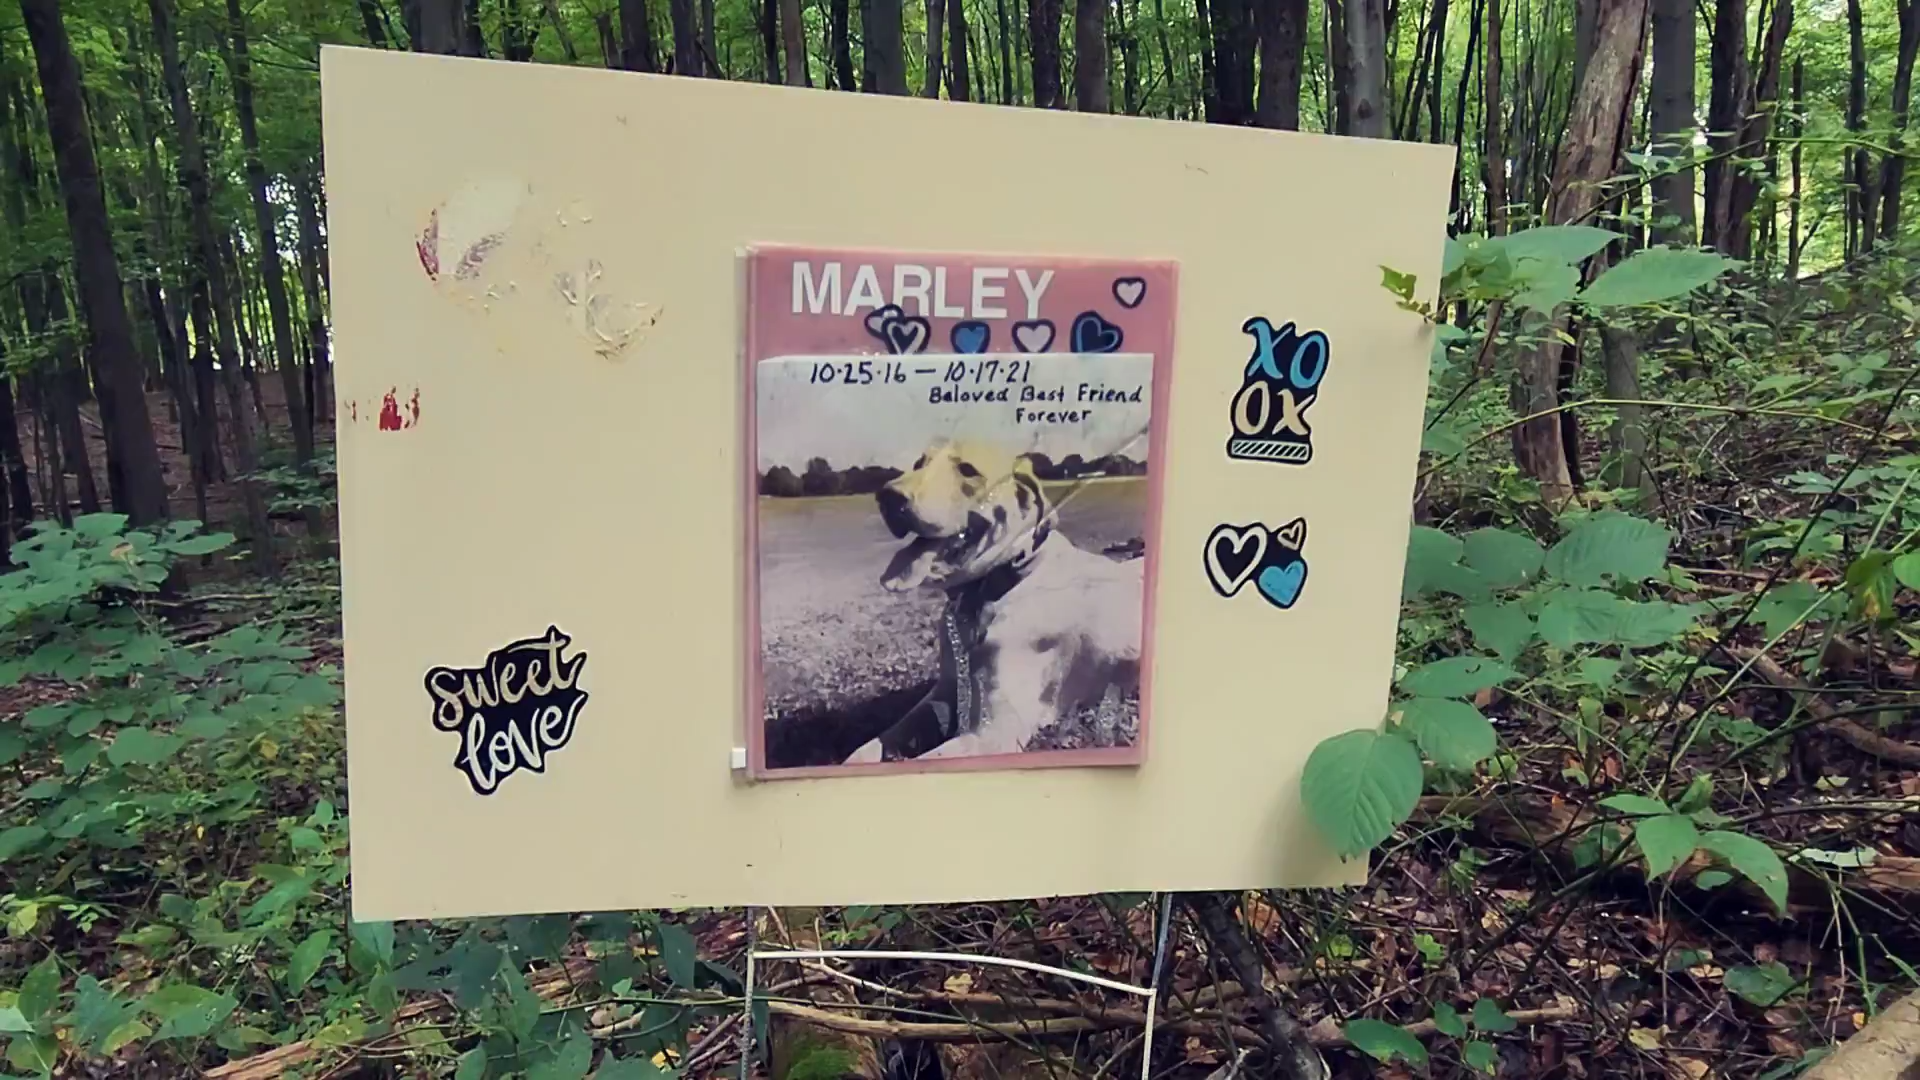 MARLEY
10·25·16 — 10·17·21
Beloved Best Friend
Forever
XO
OX
sweet
love